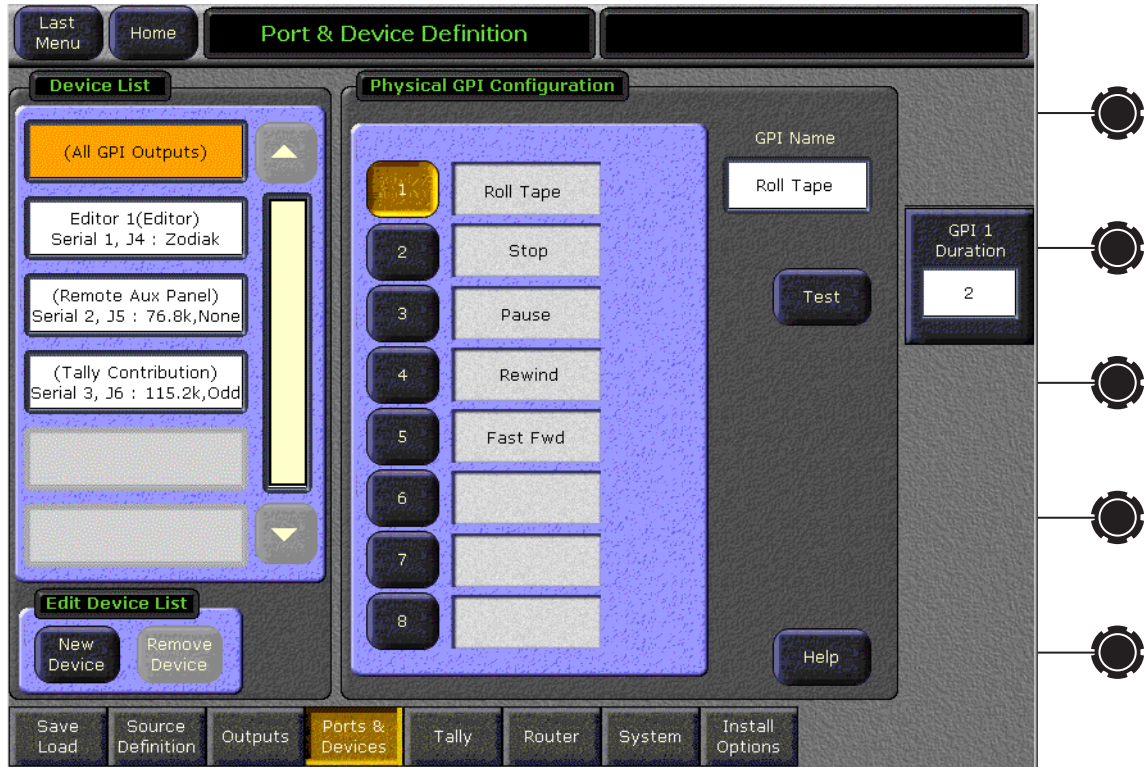 Last
Menu
Home
Port & Device Definition
Device List
(All GPI Outputs)
Editor 1(Editor)
Serial 1, J4 : Zodiak
(Remote Aux Panel)
Serial 2, J5 : 76.8k,None
(Tally Contribution)
Serial 3, J6 : 115.2k,Odd
Edit Device List
New
Device
Remove
Device
Physical GPI Configuration
1
Roll Tape
2
Stop
3
Pause
4
Rewind
5
Fast Fwd
6
7
8
GPI Name
Roll Tape
Test
Help
GPI 1
Duration
2
Save
Load
Source
Definition
Outputs
Ports &
Devices
Tally
Router
System
Install
Options